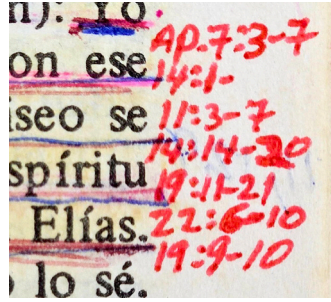 n): Yo
on ese
iseo se
spíritu
Elías.
lo sé.
Ap.7:3-7
14:1-
11:3-7
14:14-20
19:11-21
22:6-10
19:9-10